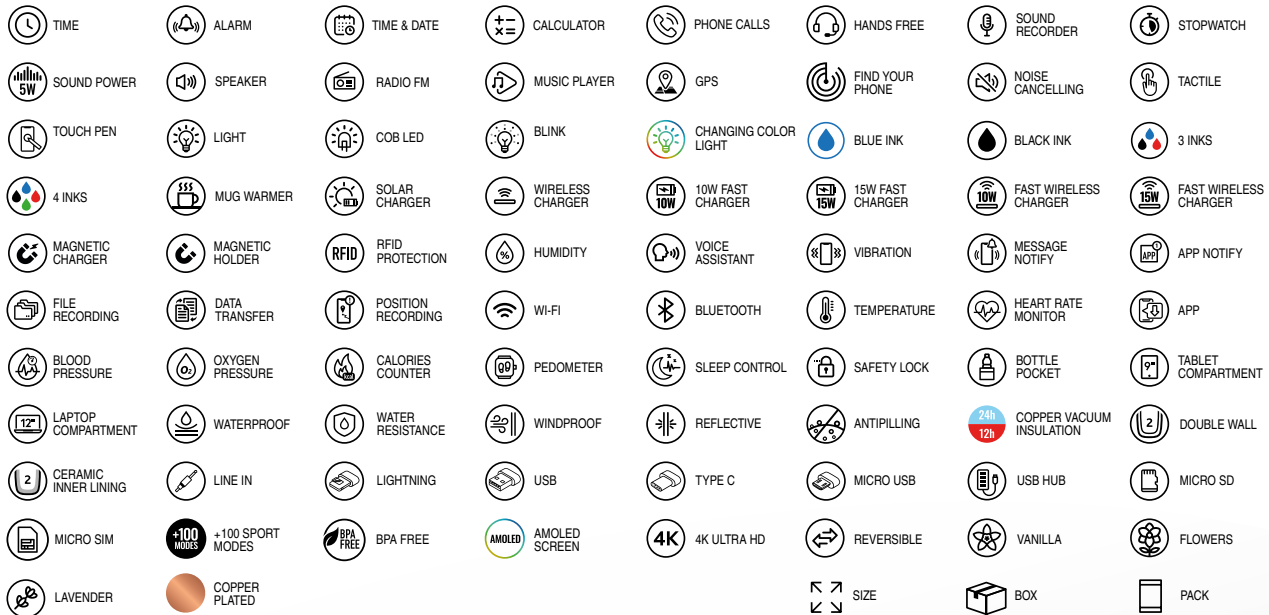 TIME
ALARM
TIME & DATE
+ - × = CALCULATOR
PHONE CALLS
HANDS FREE
SOUND
RECORDER
STOPWATCH
5W SOUND POWER
SPEAKER
RADIO FM
MUSIC PLAYER
GPS
FIND YOUR
PHONE
NOISE
CANCELLING
TACTILE
TOUCH PEN
LIGHT
COB LED
BLINK
CHANGING COLOR
LIGHT
BLUE INK
BLACK INK
3 INKS
4 INKS
MUG WARMER
SOLAR
CHARGER
WIRELESS
CHARGER
10W
10W FAST
CHARGER
15W
15W FAST
CHARGER
10W
FAST WIRELESS
CHARGER
15W
FAST WIRELESS
CHARGER
MAGNETIC
CHARGER
MAGNETIC
HOLDER
RFID
RFID
PROTECTION
% HUMIDITY
VOICE
ASSISTANT
VIBRATION
MESSAGE
NOTIFY
APP APP NOTIFY
FILE
RECORDING
DATA
TRANSFER
POSITION
RECORDING
WI-FI
BLUETOOTH
TEMPERATURE
HEART RATE
MONITOR
APP
BLOOD
PRESSURE
O2
OXYGEN
PRESSURE
CALORIES
COUNTER
PEDOMETER
z z SLEEP CONTROL
SAFETY LOCK
BOTTLE
POCKET
9"
TABLET
COMPARTMENT
12"
LAPTOP
COMPARTMENT
WATERPROOF
WATER
RESISTANCE
WINDPROOF
REFLECTIVE
ANTIPILLING
24h
12h
COPPER VACUUM
INSULATION
2 DOUBLE WALL
2
CERAMIC
INNER LINING
LINE IN
LIGHTNING
USB
TYPE C
MICRO USB
USB HUB
MICRO SD
MICRO SIM
+100
MODES
+100 SPORT
MODES
BPA
FREE
BPA FREE
AMOLED
AMOLED
SCREEN
4K 4K ULTRA HD
REVERSIBLE
VANILLA
FLOWERS
LAVENDER
COPPER
PLATED
SIZE
BOX
PACK